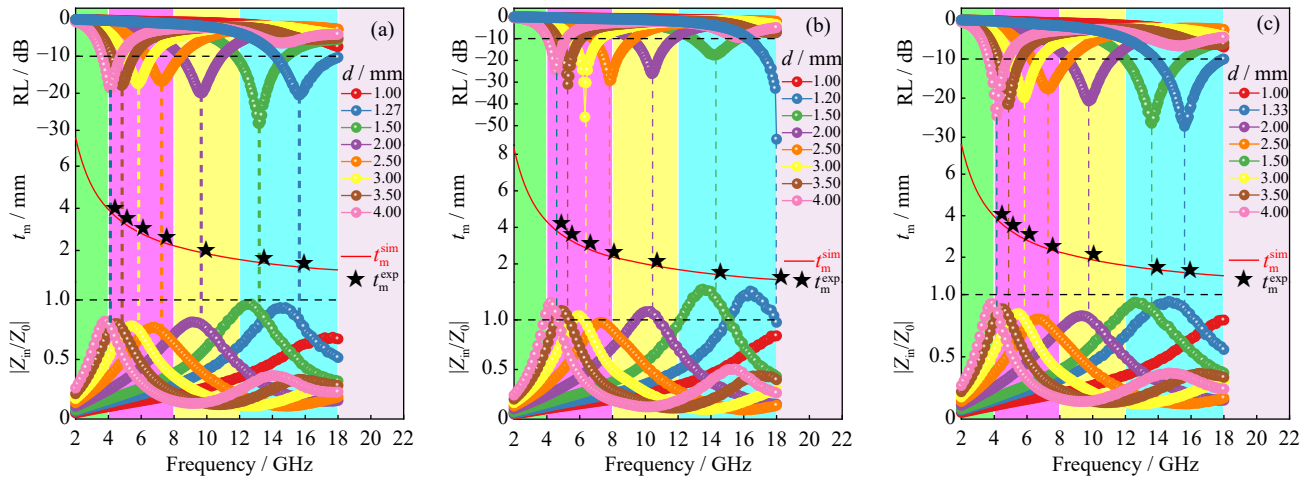 (a)
RL / dB
0
−10
−20
−30
d / mm
1.00
1.27
1.50
2.00
2.50
3.00
3.50
4.00
t_m / mm
6
4
2
t_m^sim
t_m^exp
|Z_in/Z_0|
1.0
0.5
0
2 4 6 8 10 12 14 16 18 20 22
Frequency / GHz
(b)
RL / dB
0
−10
−20
−30
−40
−50
d / mm
1.00
1.20
1.50
2.00
2.50
3.00
3.50
4.00
t_m / mm
8
6
4
2
t_m^sim
t_m^exp
|Z_in/Z_0|
1.0
0.5
0
2 4 6 8 10 12 14 16 18 20 22
Frequency / GHz
(c)
RL / dB
0
−10
−20
−30
d / mm
1.00
1.33
2.00
2.50
1.50
3.00
3.50
4.00
t_m / mm
6
4
2
t_m^sim
t_m^exp
|Z_in/Z_0|
1.0
0.5
0
2 4 6 8 10 12 14 16 18 20 22
Frequency / GHz